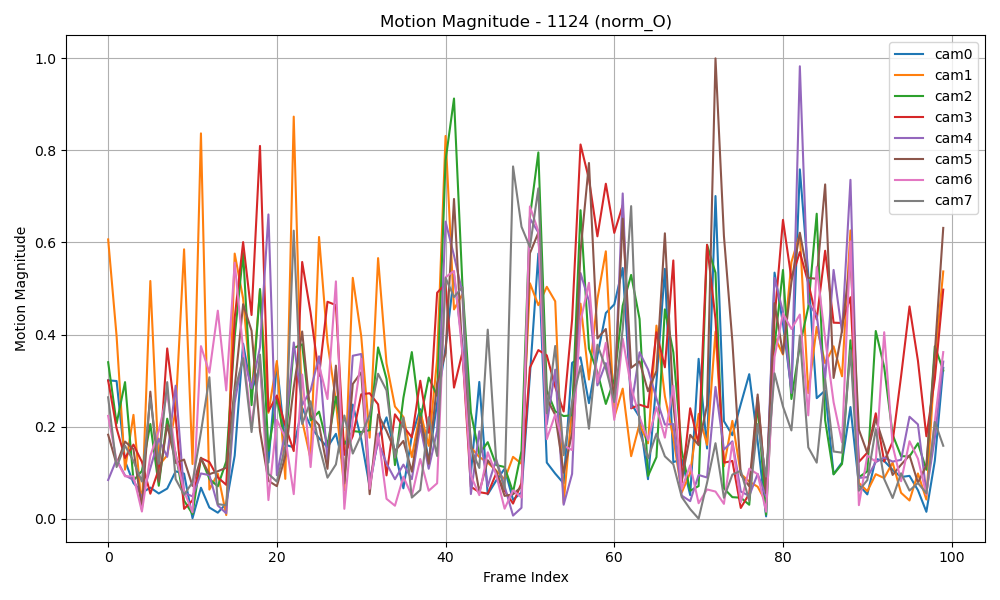 Motion Magnitude - 1124 (norm_O)
Motion Magnitude
1.0
0.8
0.6
0.4
0.2
0.0
0
20
40
60
80
100
Frame Index
cam0
cam1
cam2
cam3
cam4
cam5
cam6
cam7